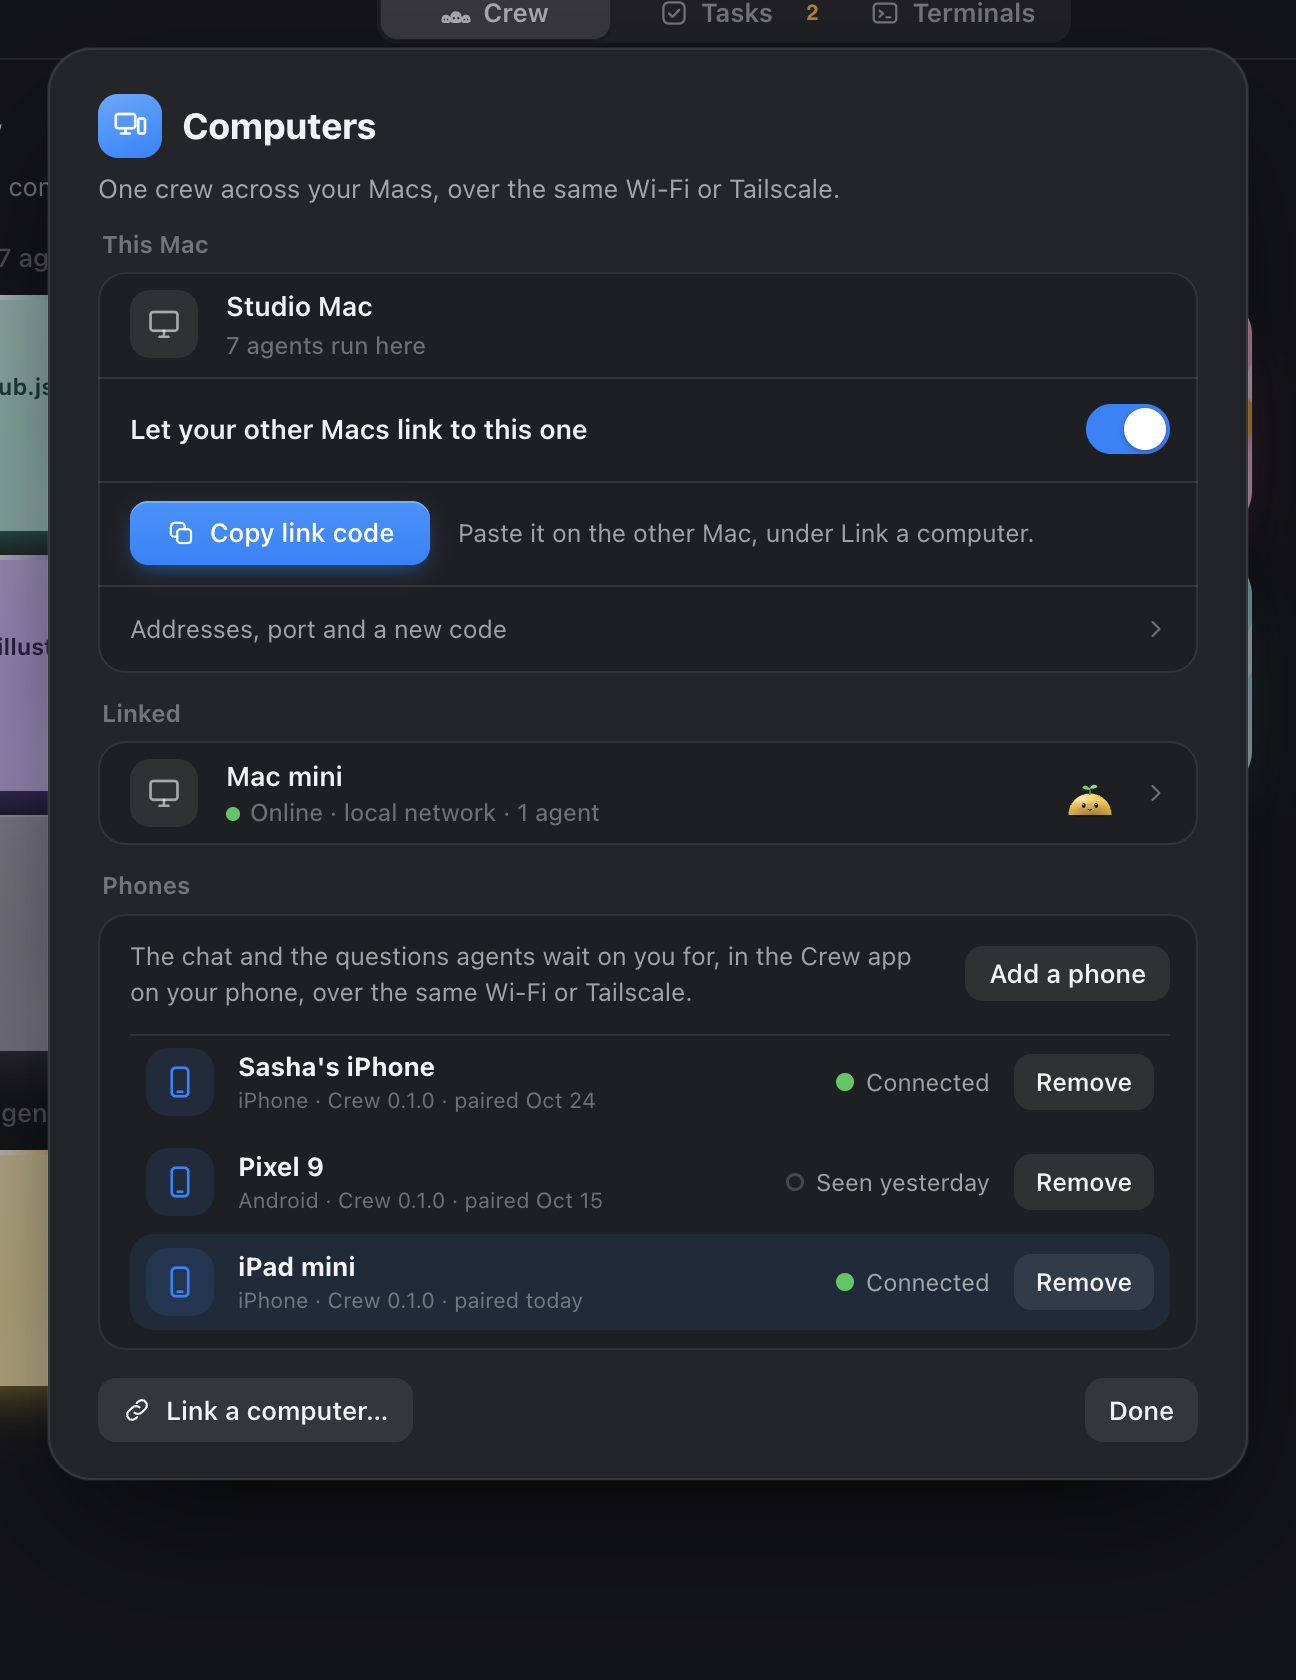 Crew
Tasks 2
Terminals
Computers
One crew across your Macs, over the same Wi-Fi or Tailscale.
This Mac
Studio Mac
7 agents run here
Let your other Macs link to this one
Copy link code
Paste it on the other Mac, under Link a computer.
Addresses, port and a new code
Linked
Mac mini
Online · local network · 1 agent
Phones
The chat and the questions agents wait on you for, in the Crew app
on your phone, over the same Wi-Fi or Tailscale.
Add a phone
Sasha's iPhone
iPhone · Crew 0.1.0 · paired Oct 24
Connected
Remove
Pixel 9
Android · Crew 0.1.0 · paired Oct 15
Seen yesterday
Remove
iPad mini
iPhone · Crew 0.1.0 · paired today
Connected
Remove
Link a computer...
Done